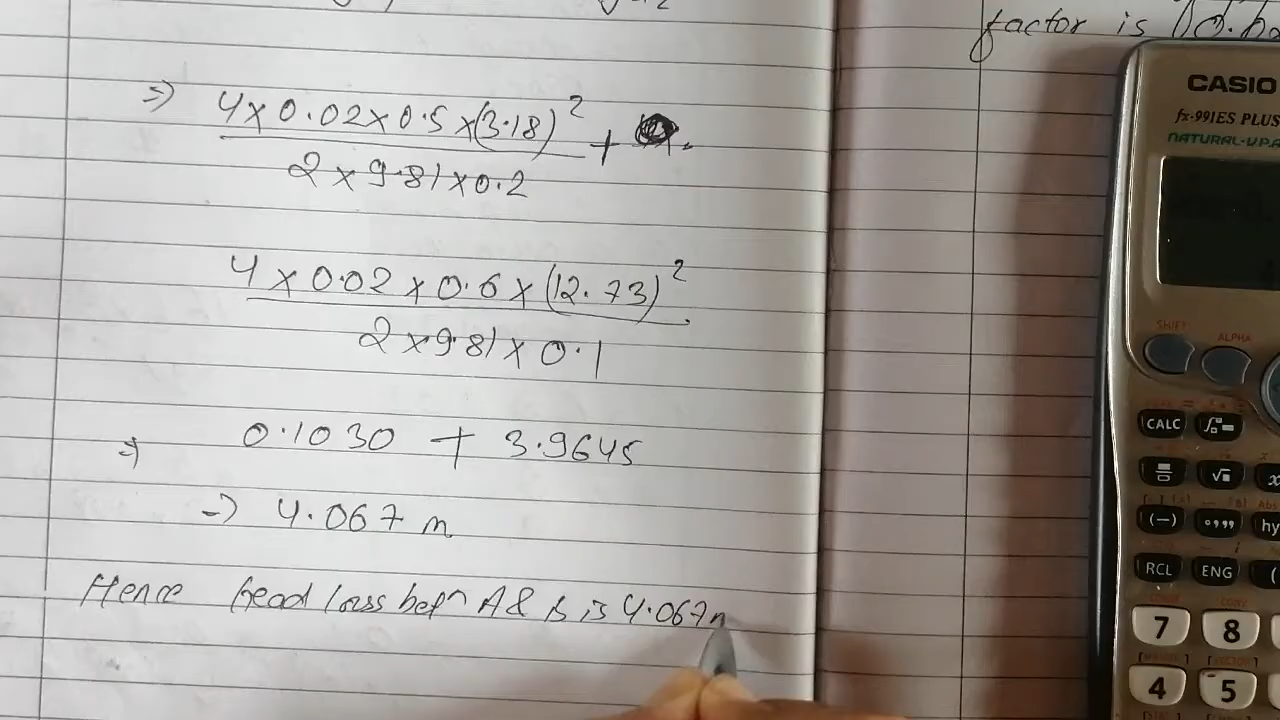 factor is
⇒ 4×0.02×0.5×(3.18)² +
2×9.81×0.2
4×0.02×0.6×(12.73)²
2×9.81×0.1
⇒ 0.1030 + 3.9645
⇒ 4.067 m
Hence head loss betn A & B is 4.067m
CASIO
fx-991ES PLUS
NATURAL-V.P.A
SHIFT ALPHA
CALC
(−) hy
RCL ENG (
7 8
4 5